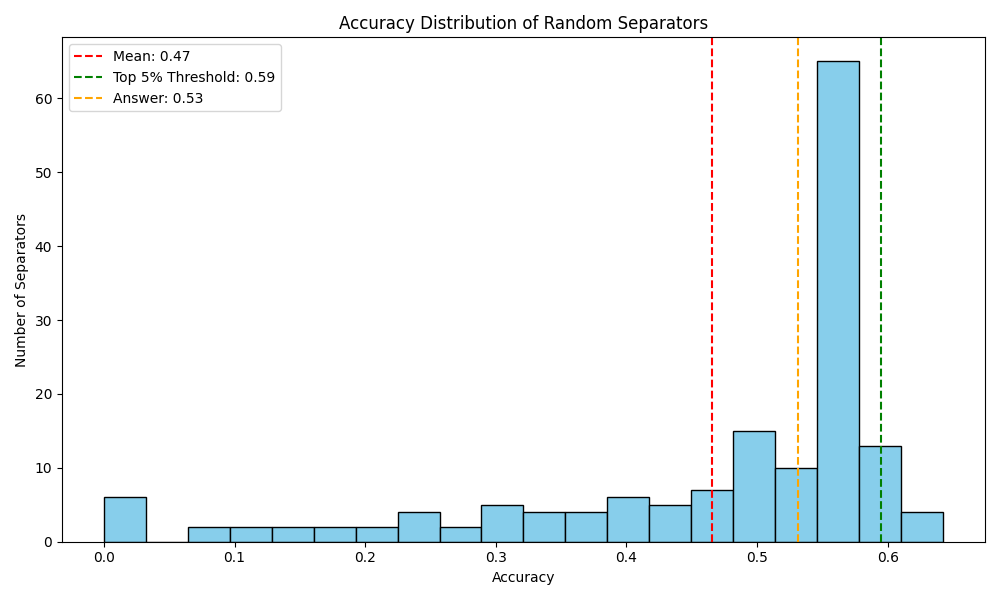 Accuracy Distribution of Random Separators
Mean: 0.47
Top 5% Threshold: 0.59
Answer: 0.53
Number of Separators
60
50
40
30
20
10
0
0.0 0.1 0.2 0.3 0.4 0.5 0.6
Accuracy